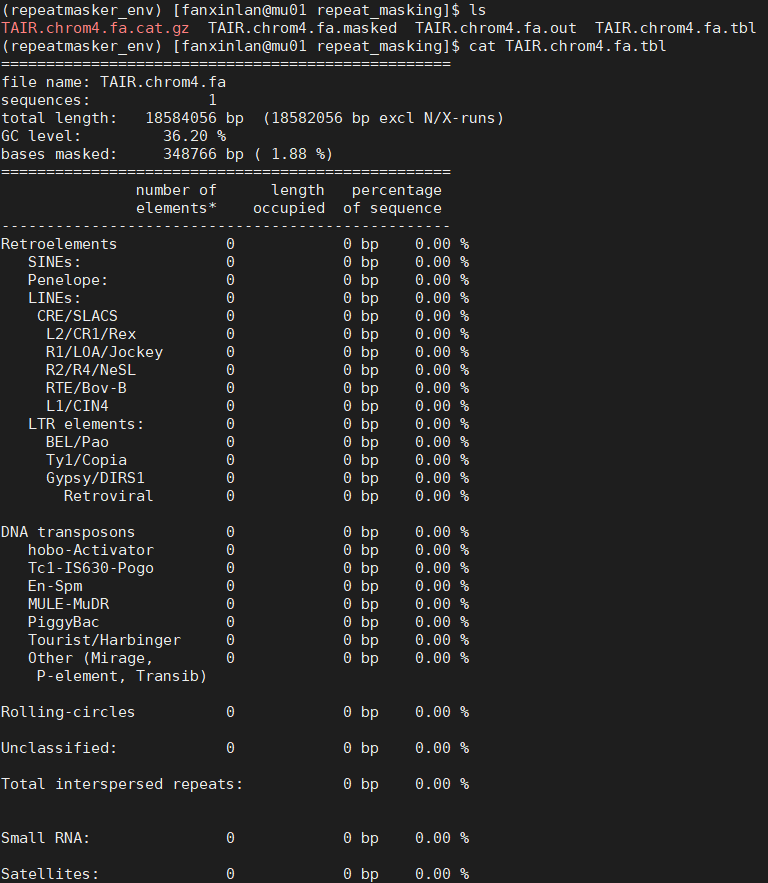 (repeatmasker_env) [fanxinlan@mu01 repeat_masking]$ ls
TAIR.chrom4.fa.cat.gz  TAIR.chrom4.fa.masked  TAIR.chrom4.fa.out  TAIR.chrom4.fa.tbl
(repeatmasker_env) [fanxinlan@mu01 repeat_masking]$ cat TAIR.chrom4.fa.tbl
==================================================
file name: TAIR.chrom4.fa
sequences:             1
total length:   18584056 bp  (18582056 bp excl N/X-runs)
GC level:         36.20 %
bases masked:     348766 bp ( 1.88 %)
==================================================
               number of      length   percentage
               elements*    occupied  of sequence
--------------------------------------------------
Retroelements            0            0 bp    0.00 %
   SINEs:                0            0 bp    0.00 %
   Penelope:             0            0 bp    0.00 %
   LINEs:                0            0 bp    0.00 %
    CRE/SLACS            0            0 bp    0.00 %
     L2/CR1/Rex          0            0 bp    0.00 %
     R1/LOA/Jockey       0            0 bp    0.00 %
     R2/R4/NeSL          0            0 bp    0.00 %
     RTE/Bov-B           0            0 bp    0.00 %
     L1/CIN4             0            0 bp    0.00 %
   LTR elements:         0            0 bp    0.00 %
     BEL/Pao             0            0 bp    0.00 %
     Ty1/Copia           0            0 bp    0.00 %
     Gypsy/DIRS1         0            0 bp    0.00 %
       Retroviral        0            0 bp    0.00 %

DNA transposons          0            0 bp    0.00 %
   hobo-Activator        0            0 bp    0.00 %
   Tc1-IS630-Pogo        0            0 bp    0.00 %
   En-Spm                0            0 bp    0.00 %
   MULE-MuDR             0            0 bp    0.00 %
   PiggyBac              0            0 bp    0.00 %
   Tourist/Harbinger     0            0 bp    0.00 %
   Other (Mirage,        0            0 bp    0.00 %
    P-element, Transib)

Rolling-circles          0            0 bp    0.00 %

Unclassified:            0            0 bp    0.00 %

Total interspersed repeats:           0 bp    0.00 %


Small RNA:               0            0 bp    0.00 %

Satellites:              0            0 bp    0.00 %